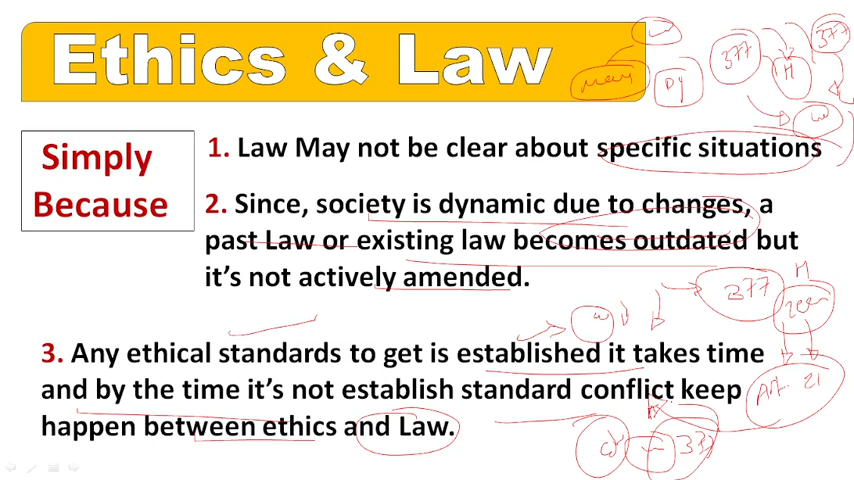 Ethics & Law
377
377
H
Simply
Because
1. Law May not be clear about specific situations
2. Since, society is dynamic due to changes, a
past Law or existing law becomes outdated but
it's not actively amended.
377
H
3. Any ethical standards to get is established it takes time
and by the time it's not establish standard conflict keep
happen between ethics and Law.
Art. 21
377